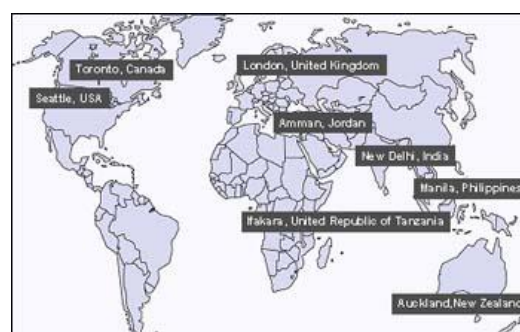 Toronto, Canada
London, United Kingdom
Seattle, USA
Amman, Jordan
New Delhi, India
Manila, Philippines
Ifakara, United Republic of Tanzania
Auckland,New Zealand